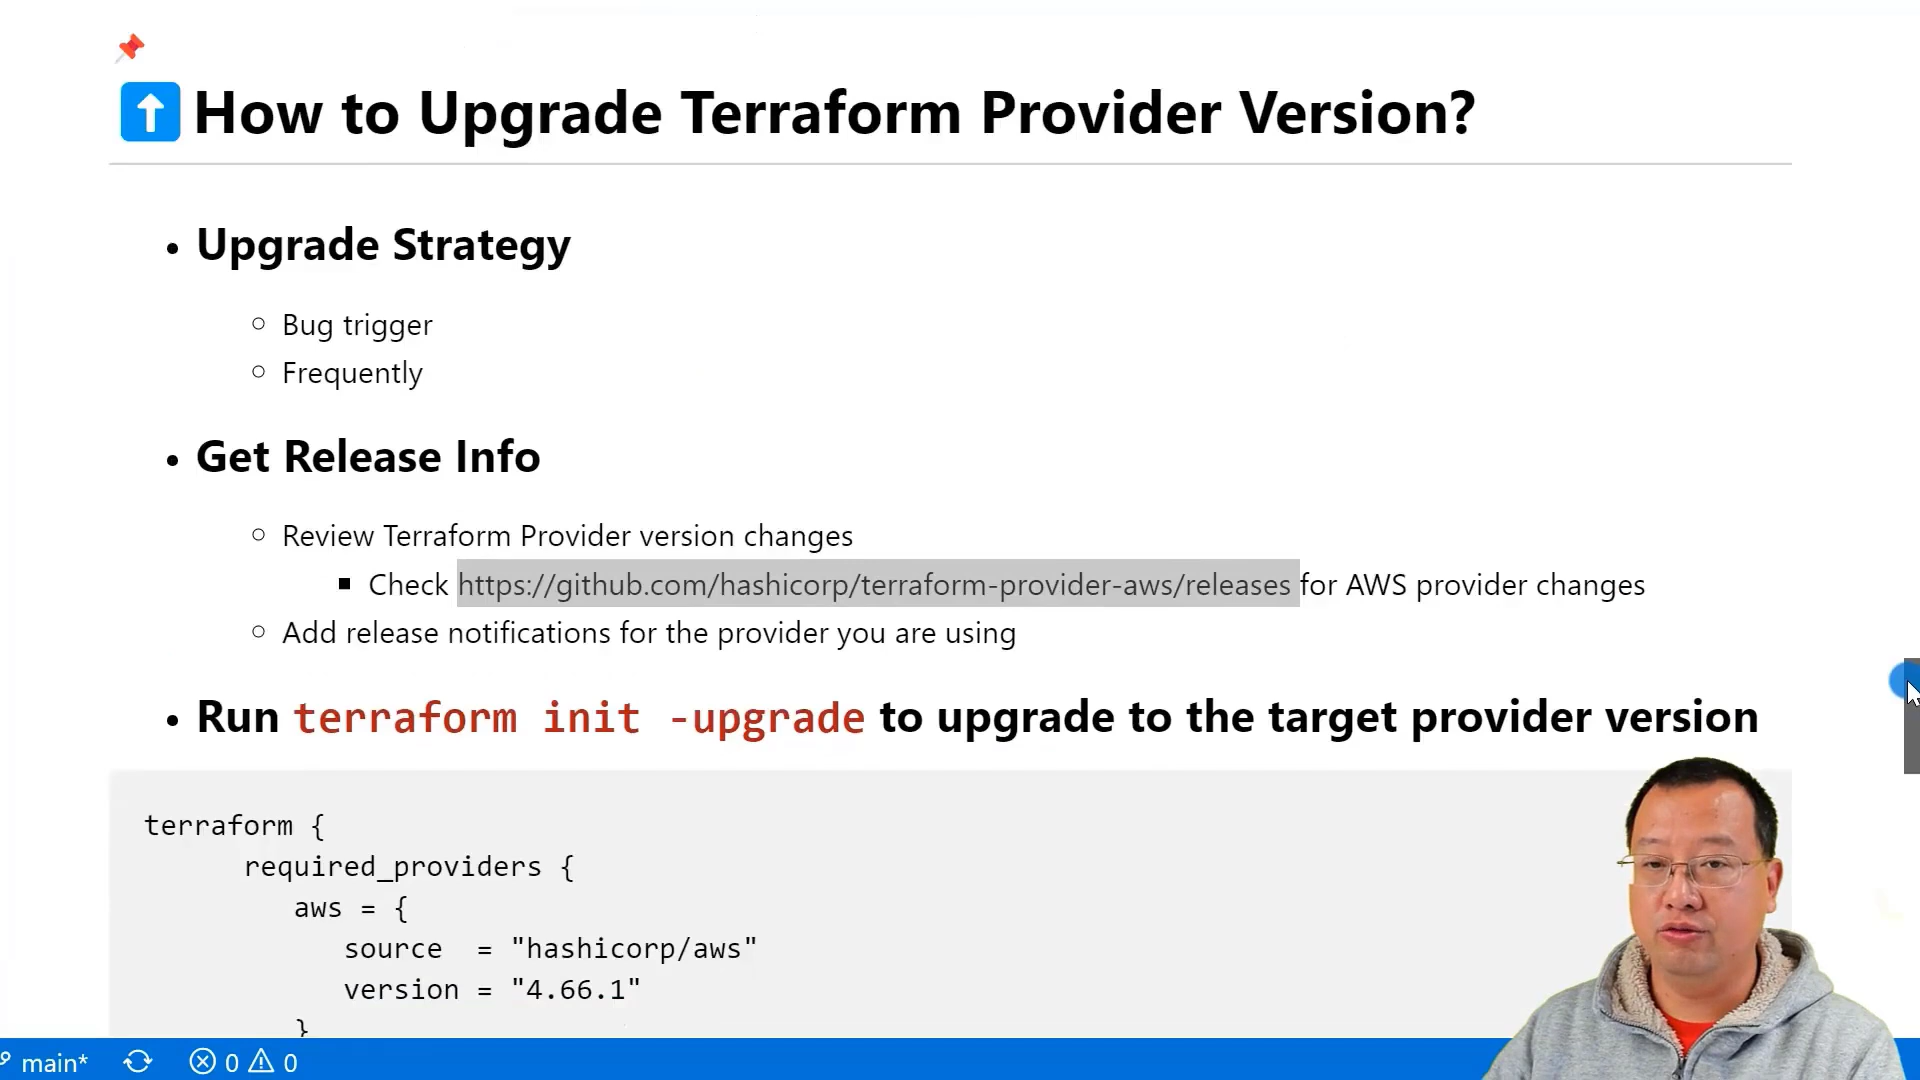 How to Upgrade Terraform Provider Version?
Upgrade Strategy
Bug trigger
Frequently
Get Release Info
Review Terraform Provider version changes
Check https://github.com/hashicorp/terraform-provider-aws/releases for AWS provider changes
Add release notifications for the provider you are using
Run terraform init -upgrade to upgrade to the target provider version
terraform {
required_providers {
aws = {
source = "hashicorp/aws"
version = "4.66.1"
}
main* 0 0